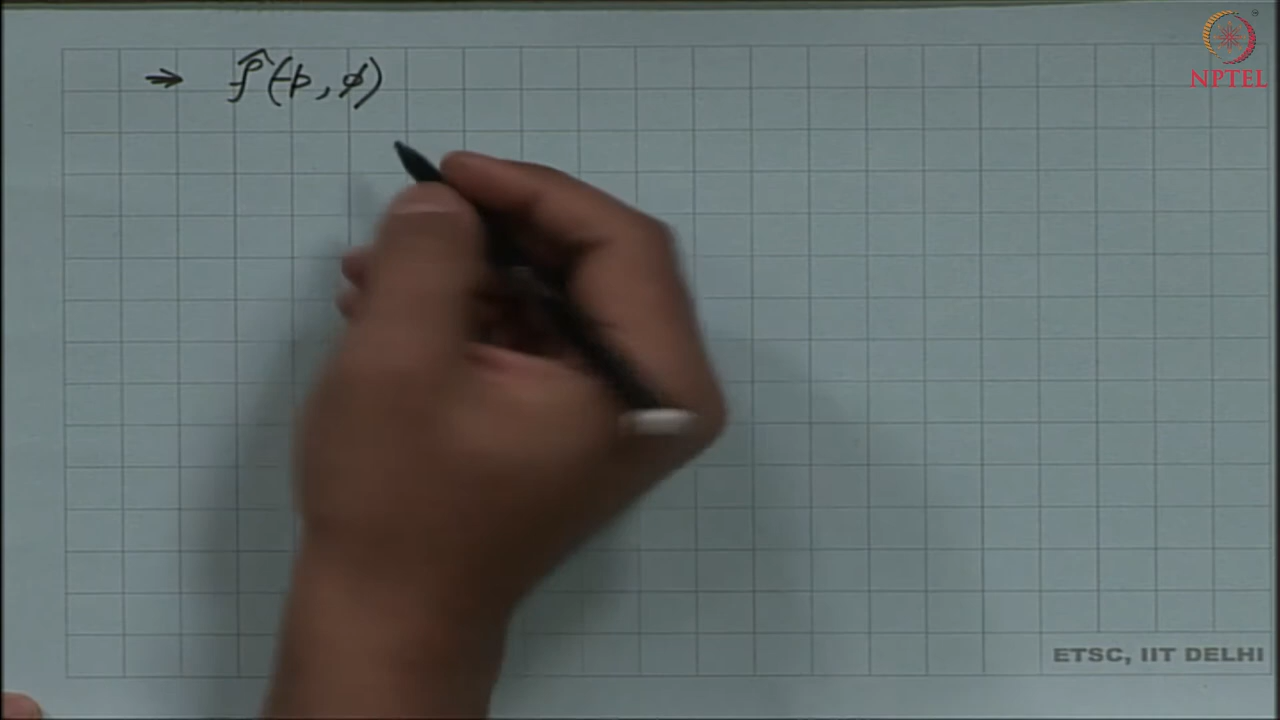 NPTEL
⇒ f̂(p, φ)
ETSC, IIT DELHI